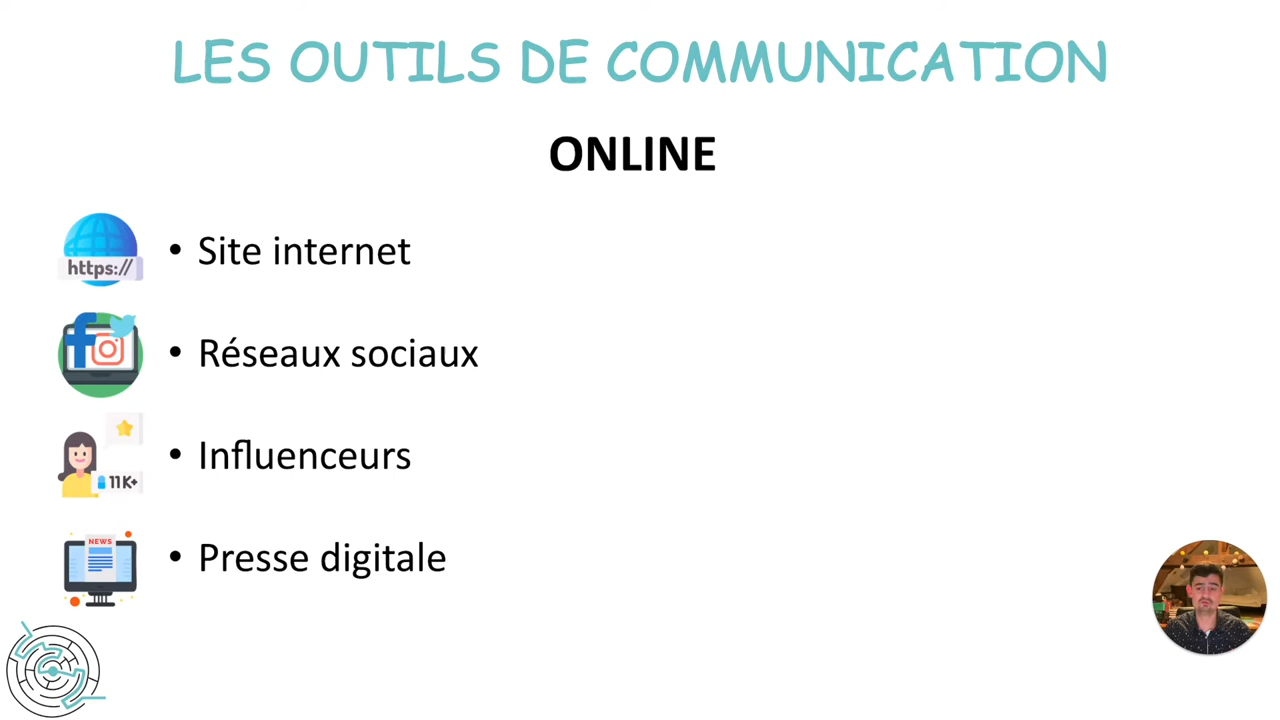 LES OUTILS DE COMMUNICATION
ONLINE
https://
• Site internet
• Réseaux sociaux
11K+
• Influenceurs
NEWS
• Presse digitale